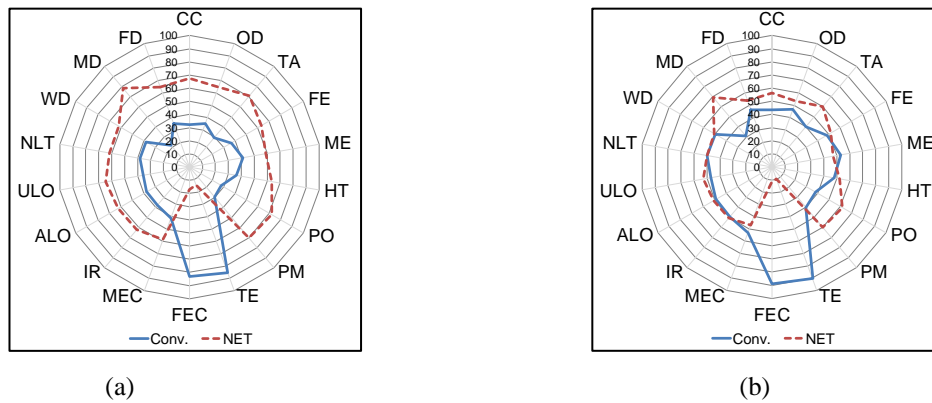 CC
FD OD
MD TA
WD FE
NLT ME
ULO HT
ALO PO
IR PM
MEC TE
FEC
100
90
80
70
60
50
40
30
20
10
0
Conv. NET
(a)
CC
FD OD
MD TA
WD FE
NLT ME
ULO HT
ALO PO
IR PM
MEC TE
FEC
100
90
80
70
60
50
40
30
20
10
0
Conv. NET
(b)